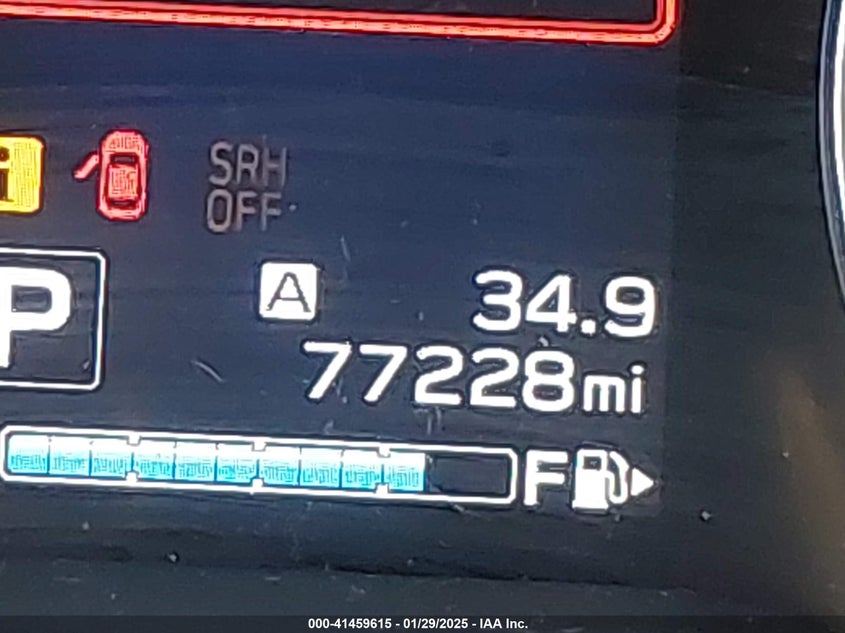 i
SRH
OFF
P
A 34.9
77228mi
F
000-41459615 - 01/29/2025 - IAA Inc.